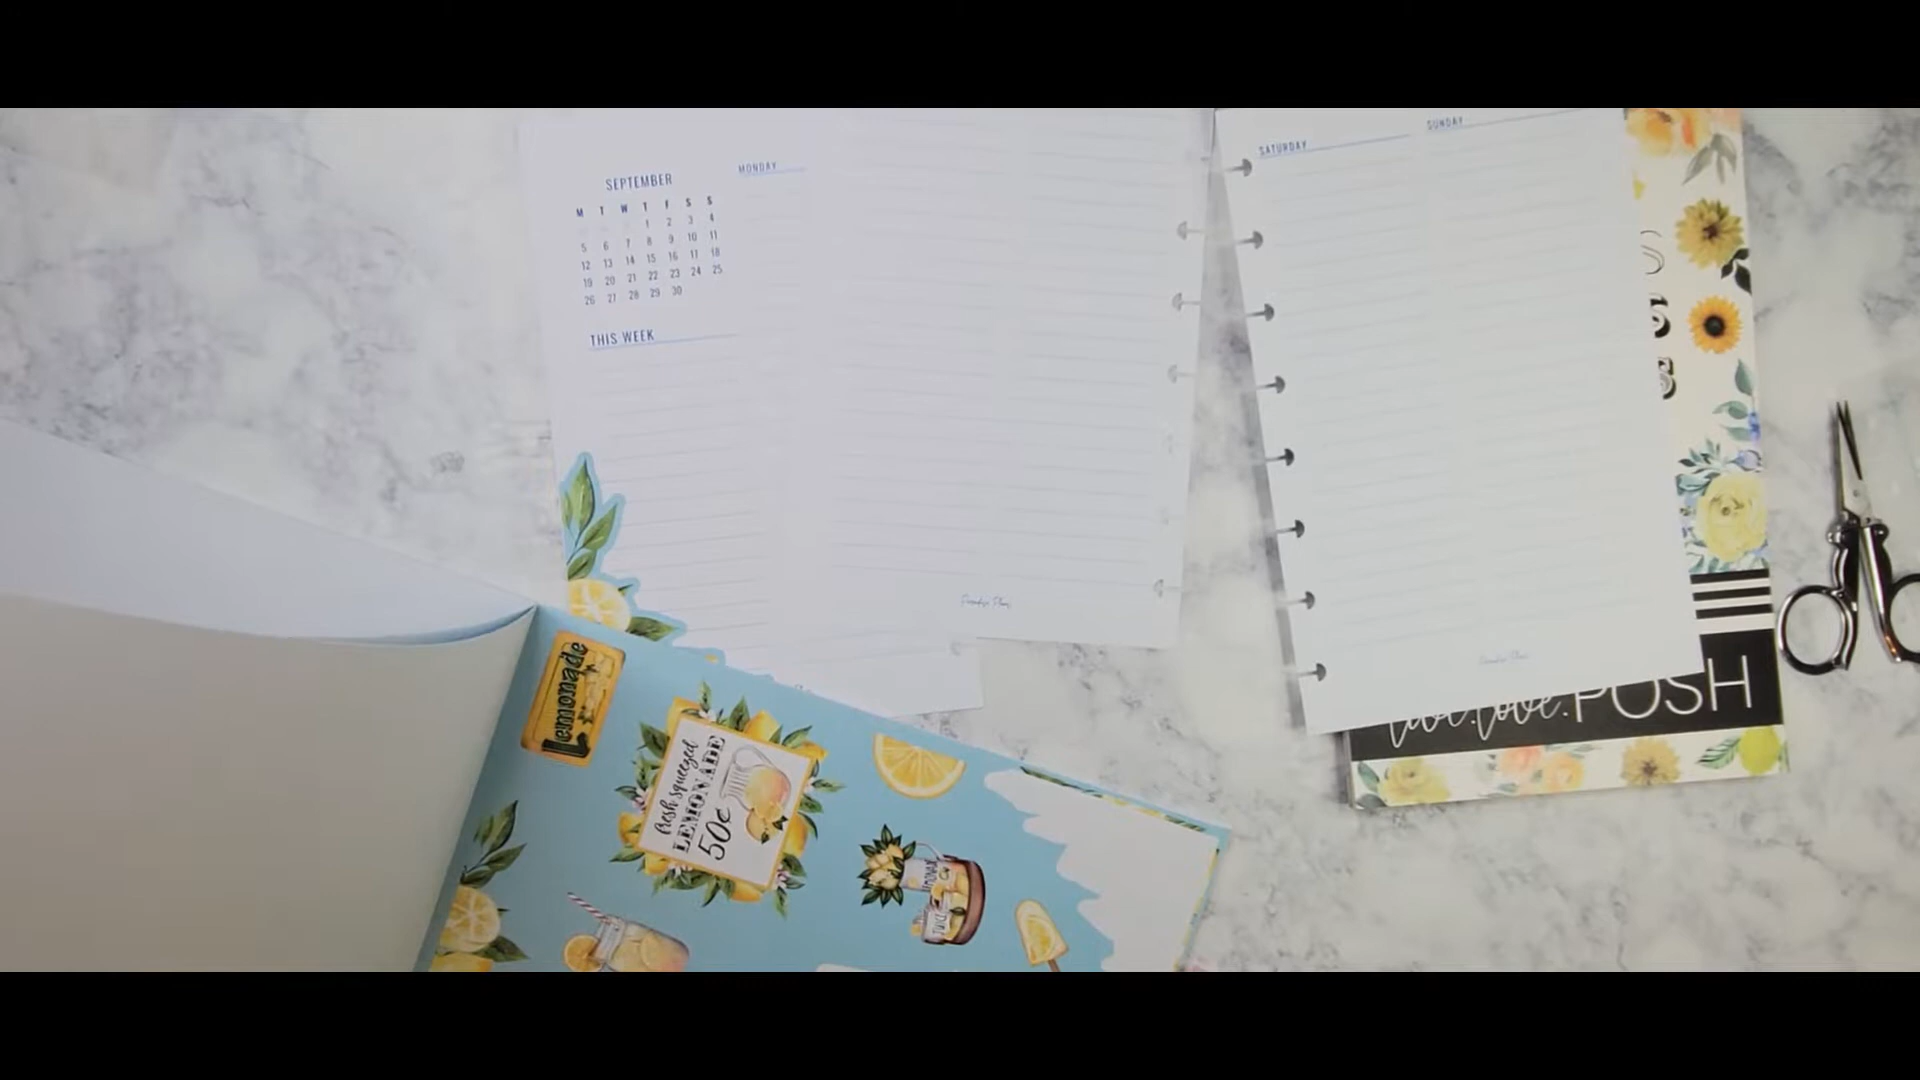 SEPTEMBER
M T W T F S S
1 2 3 4
5 6 7 8 9 10 11
12 13 14 15 16 17 18
19 20 21 22 23 24 25
26 27 28 29 30
THIS WEEK
MONDAY
SATURDAY
SUNDAY
live.love.POSH
Lemonade
fresh squeezed
LEMONADE
50¢